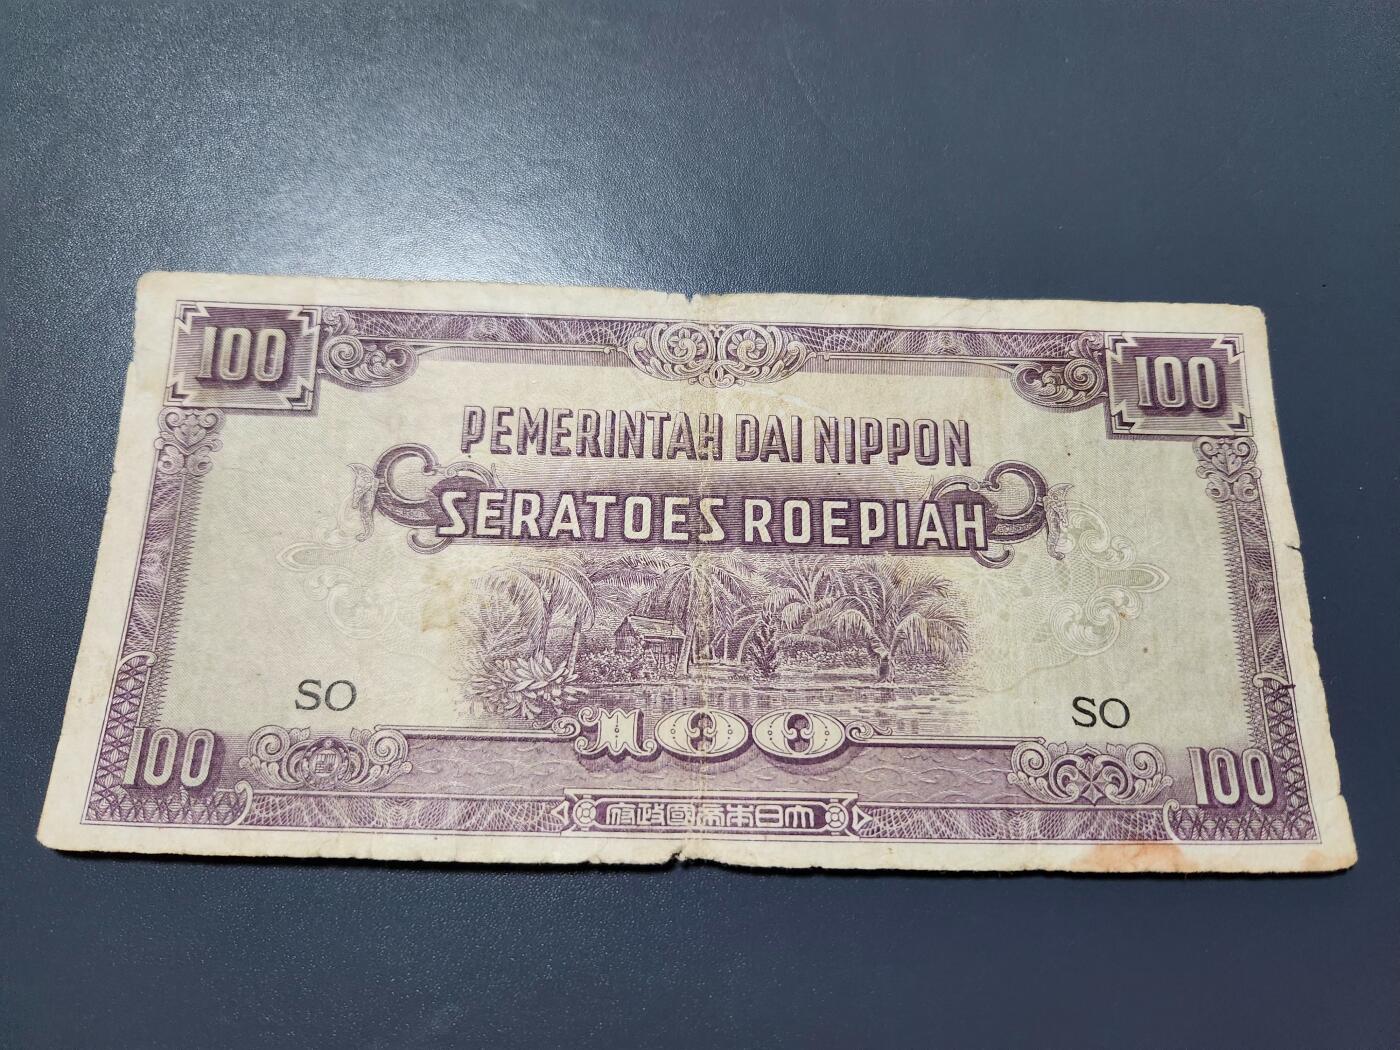 100 100
PEMERINTAH DAI NIPPON
SERATOES ROEPIAH
SO SO
100
100 100
府政國帝本日大